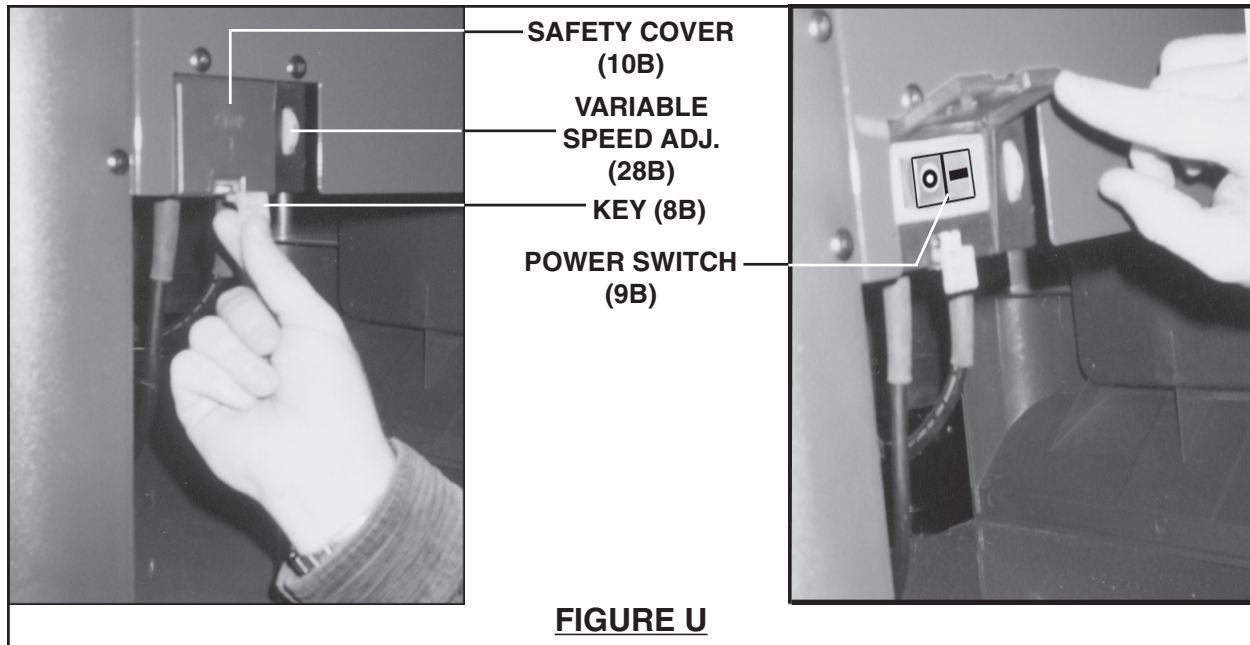 SAFETY COVER
(10B)
VARIABLE
SPEED ADJ.
(28B)
KEY (8B)
POWER SWITCH
(9B)
FIGURE U